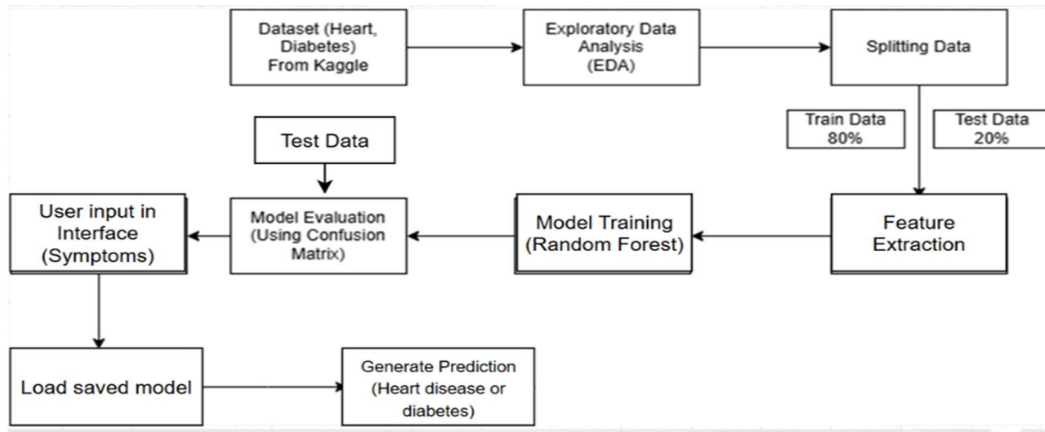 Dataset (Heart,
Diabetes)
From Kaggle
Exploratory Data
Analysis
(EDA)
Splitting Data
Train Data
80%
Test Data
20%
Test Data
User input in
Interface
(Symptoms)
Model Evaluation
(Using Confusion
Matrix)
Model Training
(Random Forest)
Feature
Extraction
Load saved model
Generate Prediction
(Heart disease or
diabetes)